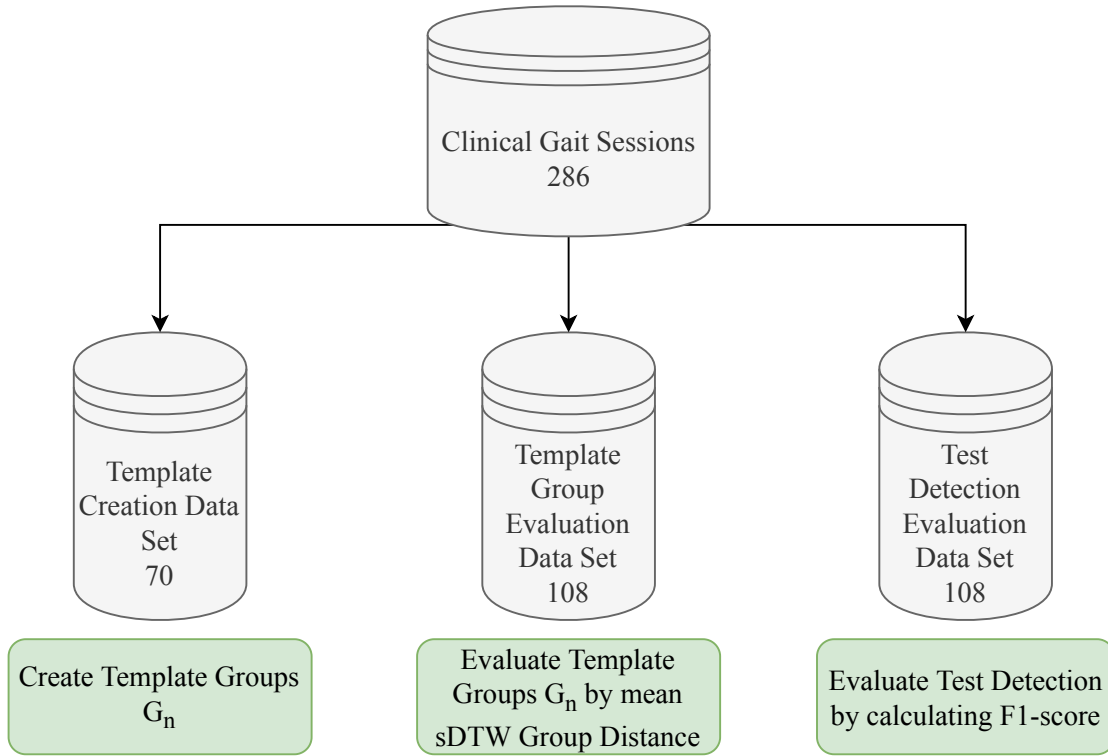 Clinical Gait Sessions
286
Template
Creation Data
Set
70
Template
Group
Evaluation
Data Set
108
Test
Detection
Evaluation
Data Set
108
Create Template Groups
Gₙ
Evaluate Template
Groups Gₙ by mean
sDTW Group Distance
Evaluate Test Detection
by calculating F1-score